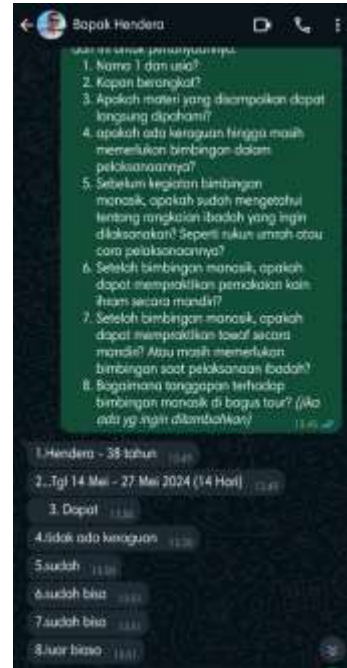 Bapak Hendera
dan ini untuk pertanyaannya:
1. Nama 1 dan usia?
2. Kapan berangkat?
3. Apakah materi yang disampaikan dapat
langsung dipahami?
4. apakah ada keraguan hingga masih
memerlukan bimbingan dalam
pelaksanaannya?
5. Sebelum kegiatan bimbingan
manasik, apakah sudah mengetahui
tentang rangkaian ibadah yang ingin
dilaksanakan? Seperti rukun umrah atau
cara pelaksanaannya?
6. Setelah bimbingan manasik, apakah
dapat mempraktikan pemakaian kain
ihram secara mandiri?
7. Setelah bimbingan manasik, apakah
dapat mempraktikan tawaf secara
mandiri? Atau masih memerlukan
bimbingan saat pelaksanaan ibadah?
8. Bagaimana tanggapan terhadap
bimbingan manasik di bagus tour? (jika
ada yg ingin ditambahkan)
1.Hendera - 38 tahun
2...Tgl 14 Mei - 27 Mei 2024 (14 Hari)
3. Dapat
4.tidak ada keraguan
5.sudah
6.sudah bisa
7.sudah bisa
8.luar biasa